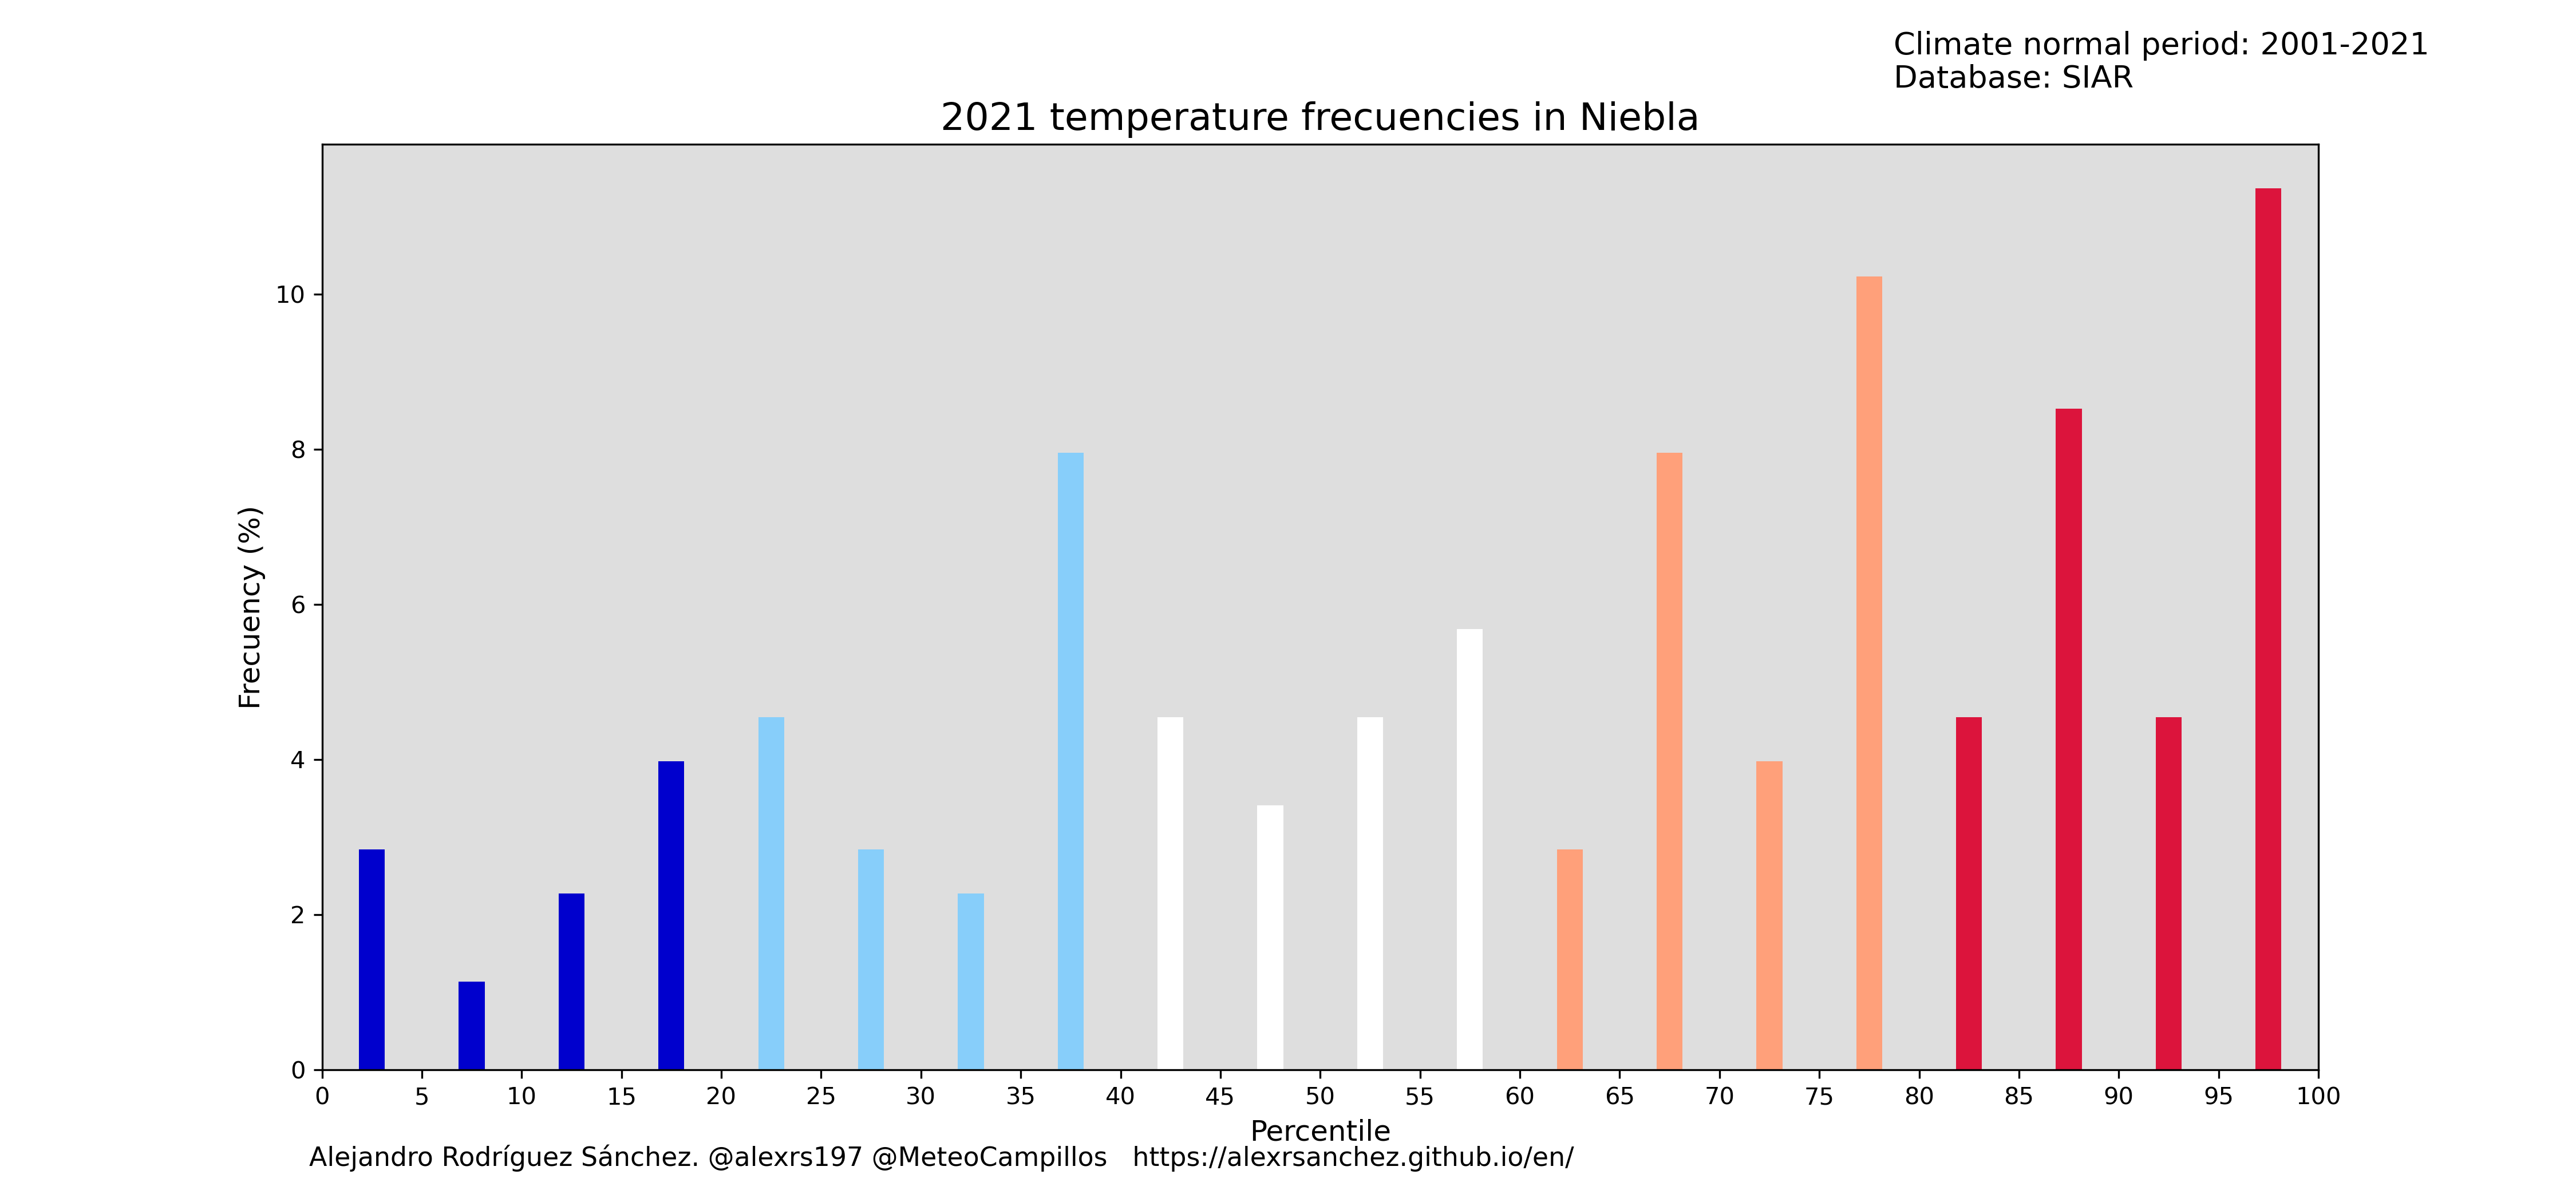 Climate normal period: 2001-2021
Database: SIAR
2021 temperature frecuencies in Niebla
Frecuency (%)
10
8
6
4
2
0
0 5 10 15 20 25 30 35 40 45 50 55 60 65 70 75 80 85 90 95 100
Percentile
Alejandro Rodríguez Sánchez. @alexrs197 @MeteoCampillos https://alexrsanchez.github.io/en/